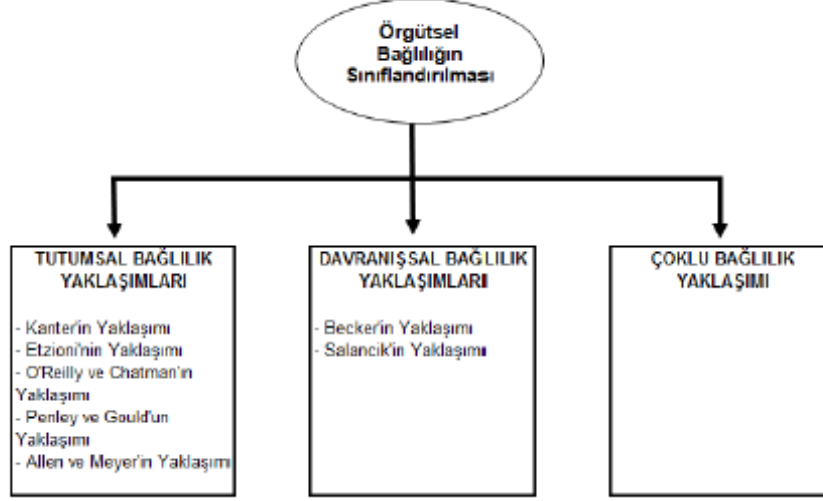 Örgütsel
Bağlılığın
Sınıflandırılması
TUTUMSAL BAĞLILIK
YAKLAŞIMLARI
- Kanter'in Yaklaşımı
- Etzioni'nin Yaklaşımı
- O'Reilly ve Chatman'ın
Yaklaşımı
- Penley ve Gould'un
Yaklaşımı
- Allen ve Meyer'in Yaklaşımı
DAVRANIŞSAL BAĞLILIK
YAKLAŞIMLARI
- Becker'in Yaklaşımı
- Salancik'in Yaklaşımı
ÇOKLU BAĞLILIK
YAKLAŞIMI